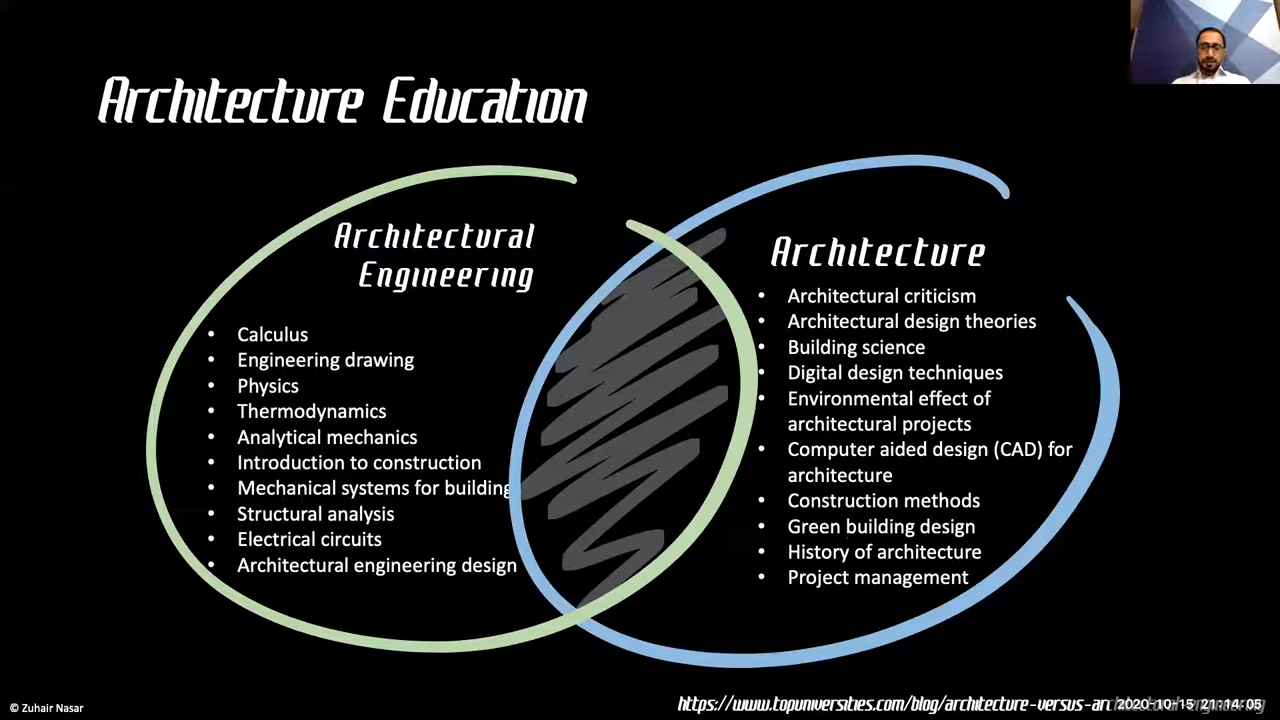 Architecture Education
Architectural
Engineering
• Calculus
• Engineering drawing
• Physics
• Thermodynamics
• Analytical mechanics
• Introduction to construction
• Mechanical systems for building
• Structural analysis
• Electrical circuits
• Architectural engineering design
Architecture
• Architectural criticism
• Architectural design theories
• Building science
• Digital design techniques
• Environmental effect of
architectural projects
• Computer aided design (CAD) for
architecture
• Construction methods
• Green building design
• History of architecture
• Project management
© Zuhair Nasar
https://www.topuniversities.com/blog/architecture-versus-architectural-engineering
2020-10-15 21:14:05